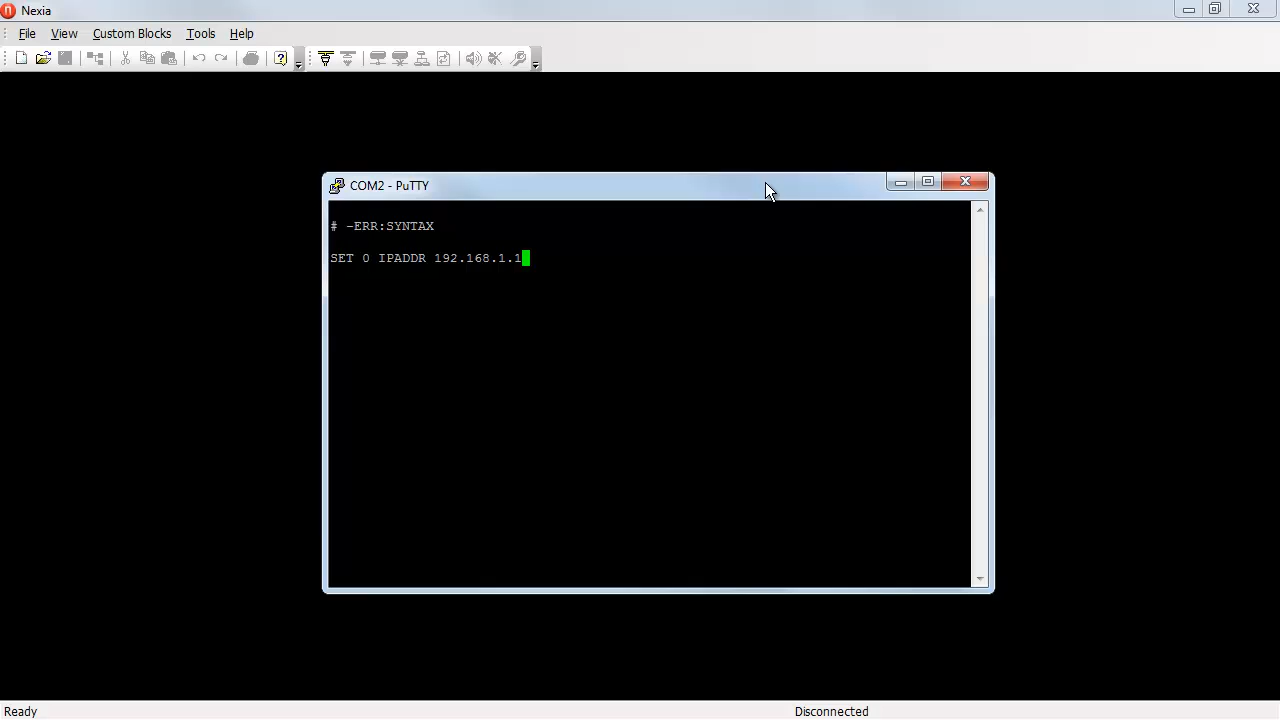 Nexia
File View Custom Blocks Tools Help
COM2 - PuTTY
# -ERR:SYNTAX
SET 0 IPADDR 192.168.1.1
Ready Disconnected